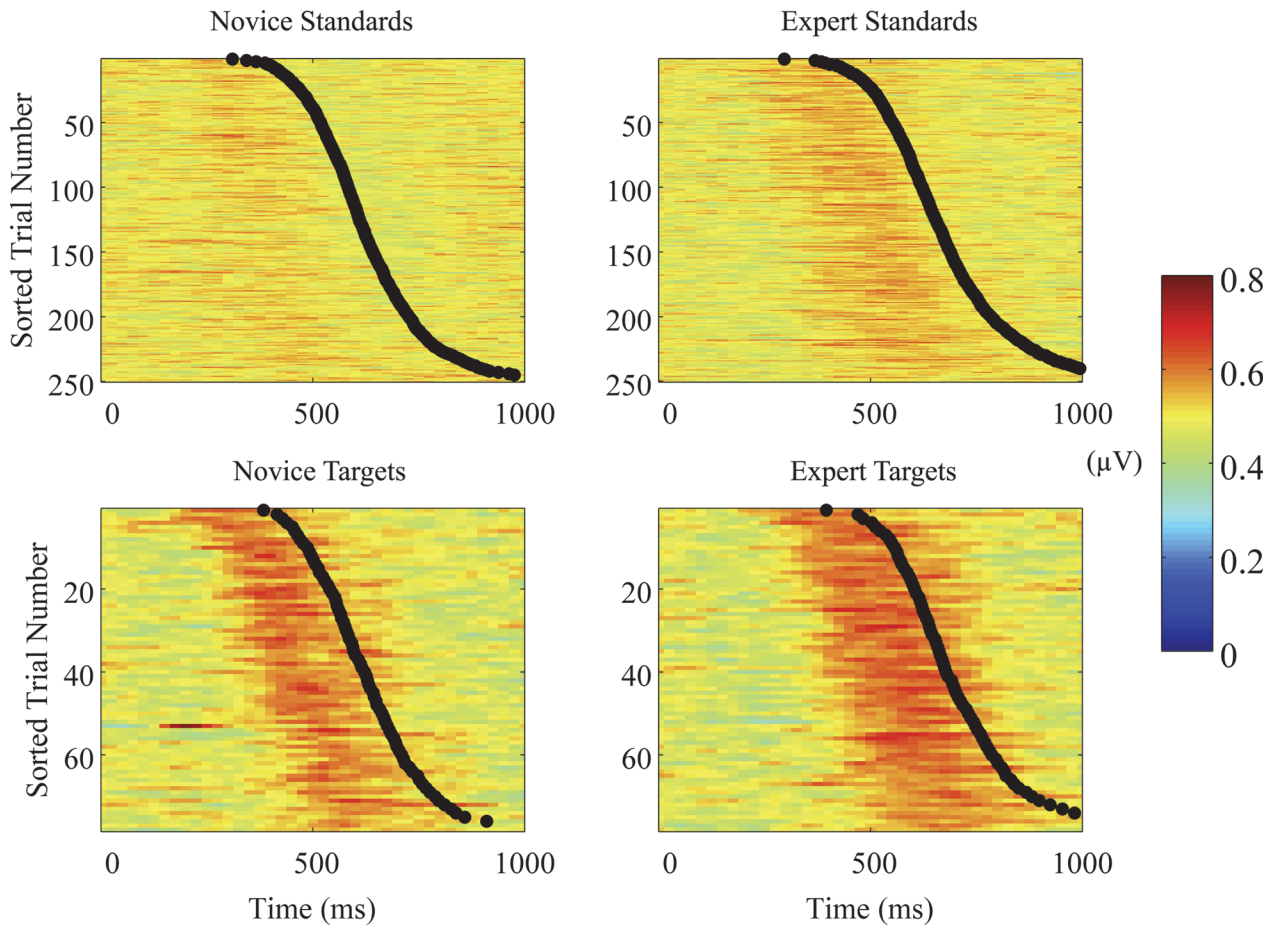 Novice Standards
Expert Standards
Sorted Trial Number
50
100
150
200
250
0 500 1000
50
100
150
200
250
0 500 1000
Novice Targets
Expert Targets
Sorted Trial Number
20
40
60
0 500 1000
Time (ms)
20
40
60
0 500 1000
Time (ms)
(µV)
0.8
0.6
0.4
0.2
0